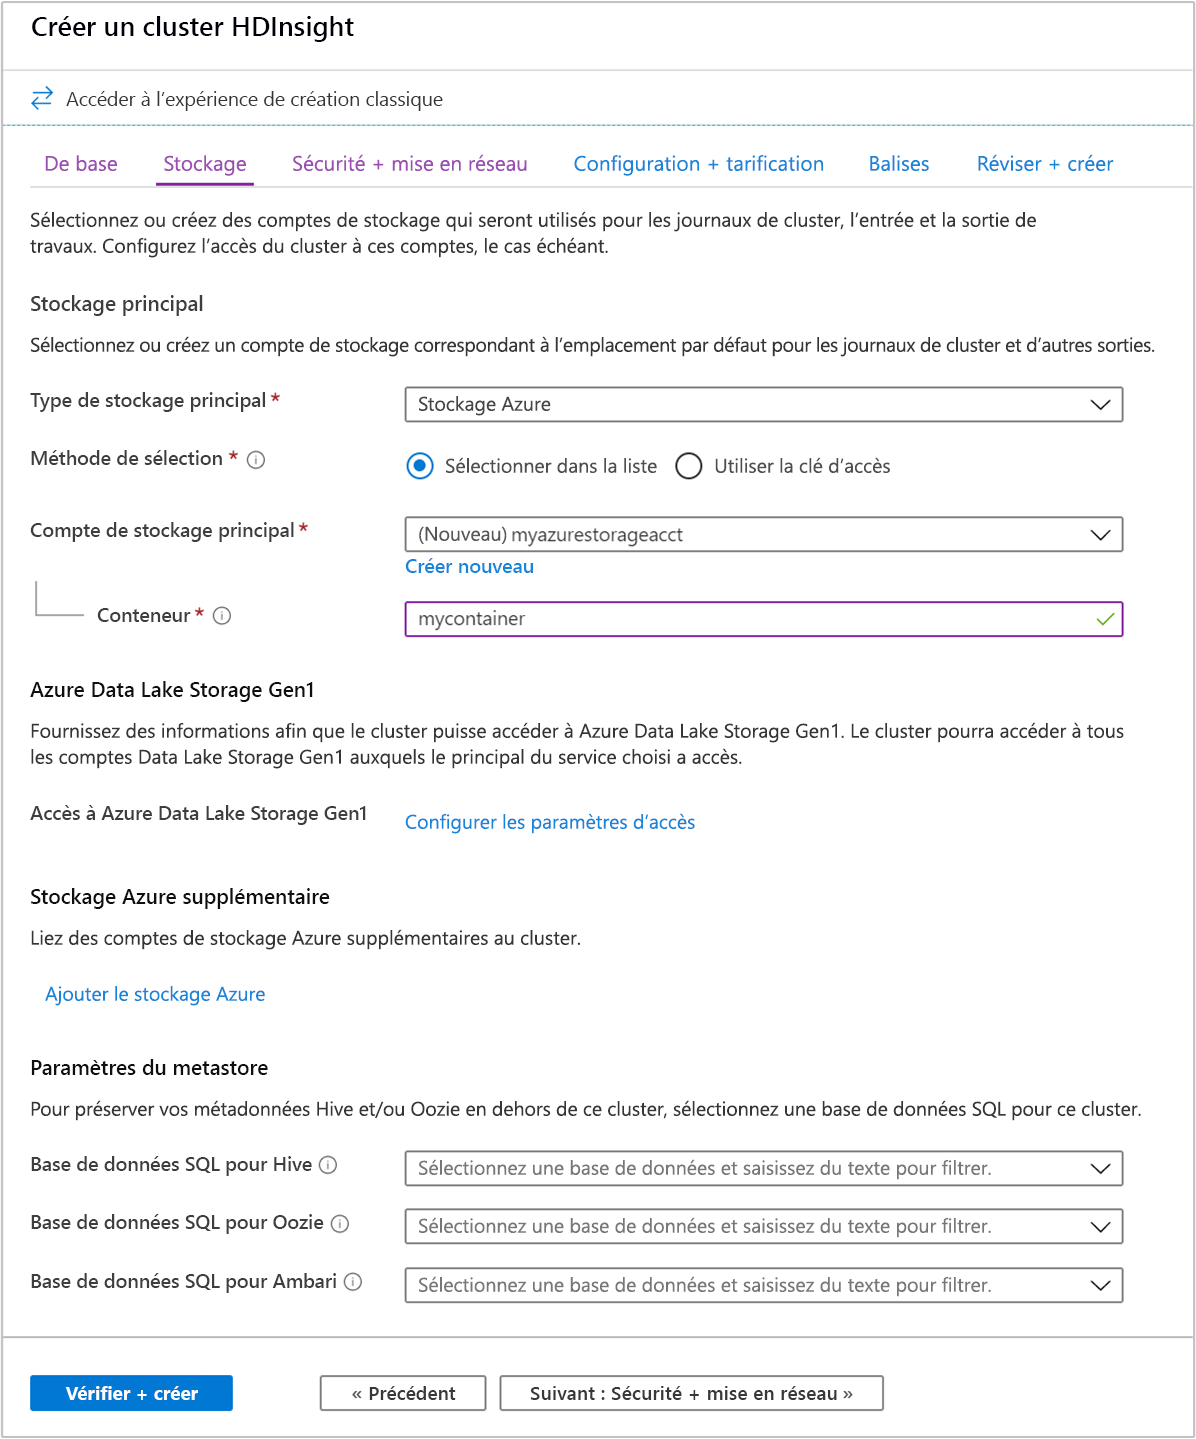 Créer un cluster HDInsight
Accéder à l’expérience de création classique
De base Stockage Sécurité + mise en réseau Configuration + tarification Balises Réviser + créer
Sélectionnez ou créez des comptes de stockage qui seront utilisés pour les journaux de cluster, l’entrée et la sortie de
travaux. Configurez l’accès du cluster à ces comptes, le cas échéant.
Stockage principal
Sélectionnez ou créez un compte de stockage correspondant à l’emplacement par défaut pour les journaux de cluster et d’autres sorties.
Type de stockage principal * Stockage Azure
Méthode de sélection * Sélectionner dans la liste Utiliser la clé d’accès
Compte de stockage principal * (Nouveau) myazurestorageacct
Créer nouveau
Conteneur * mycontainer
Azure Data Lake Storage Gen1
Fournissez des informations afin que le cluster puisse accéder à Azure Data Lake Storage Gen1. Le cluster pourra accéder à tous
les comptes Data Lake Storage Gen1 auxquels le principal du service choisi a accès.
Accès à Azure Data Lake Storage Gen1 Configurer les paramètres d’accès
Stockage Azure supplémentaire
Liez des comptes de stockage Azure supplémentaires au cluster.
Ajouter le stockage Azure
Paramètres du metastore
Pour préserver vos métadonnées Hive et/ou Oozie en dehors de ce cluster, sélectionnez une base de données SQL pour ce cluster.
Base de données SQL pour Hive Sélectionnez une base de données et saisissez du texte pour filtrer.
Base de données SQL pour Oozie Sélectionnez une base de données et saisissez du texte pour filtrer.
Base de données SQL pour Ambari Sélectionnez une base de données et saisissez du texte pour filtrer.
Vérifier + créer « Précédent Suivant : Sécurité + mise en réseau »